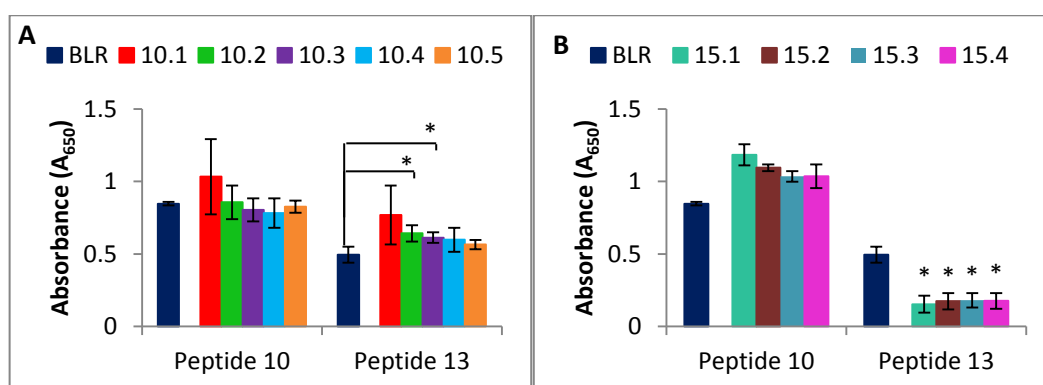 A
BLR 10.1 10.2 10.3 10.4 10.5
Absorbance (A650)
1.5
1
0.5
0
*
*
Peptide 10 Peptide 13
B
BLR 15.1 15.2 15.3 15.4
Absorbance (A650)
1.5
1
0.5
0
* * * *
Peptide 10 Peptide 13